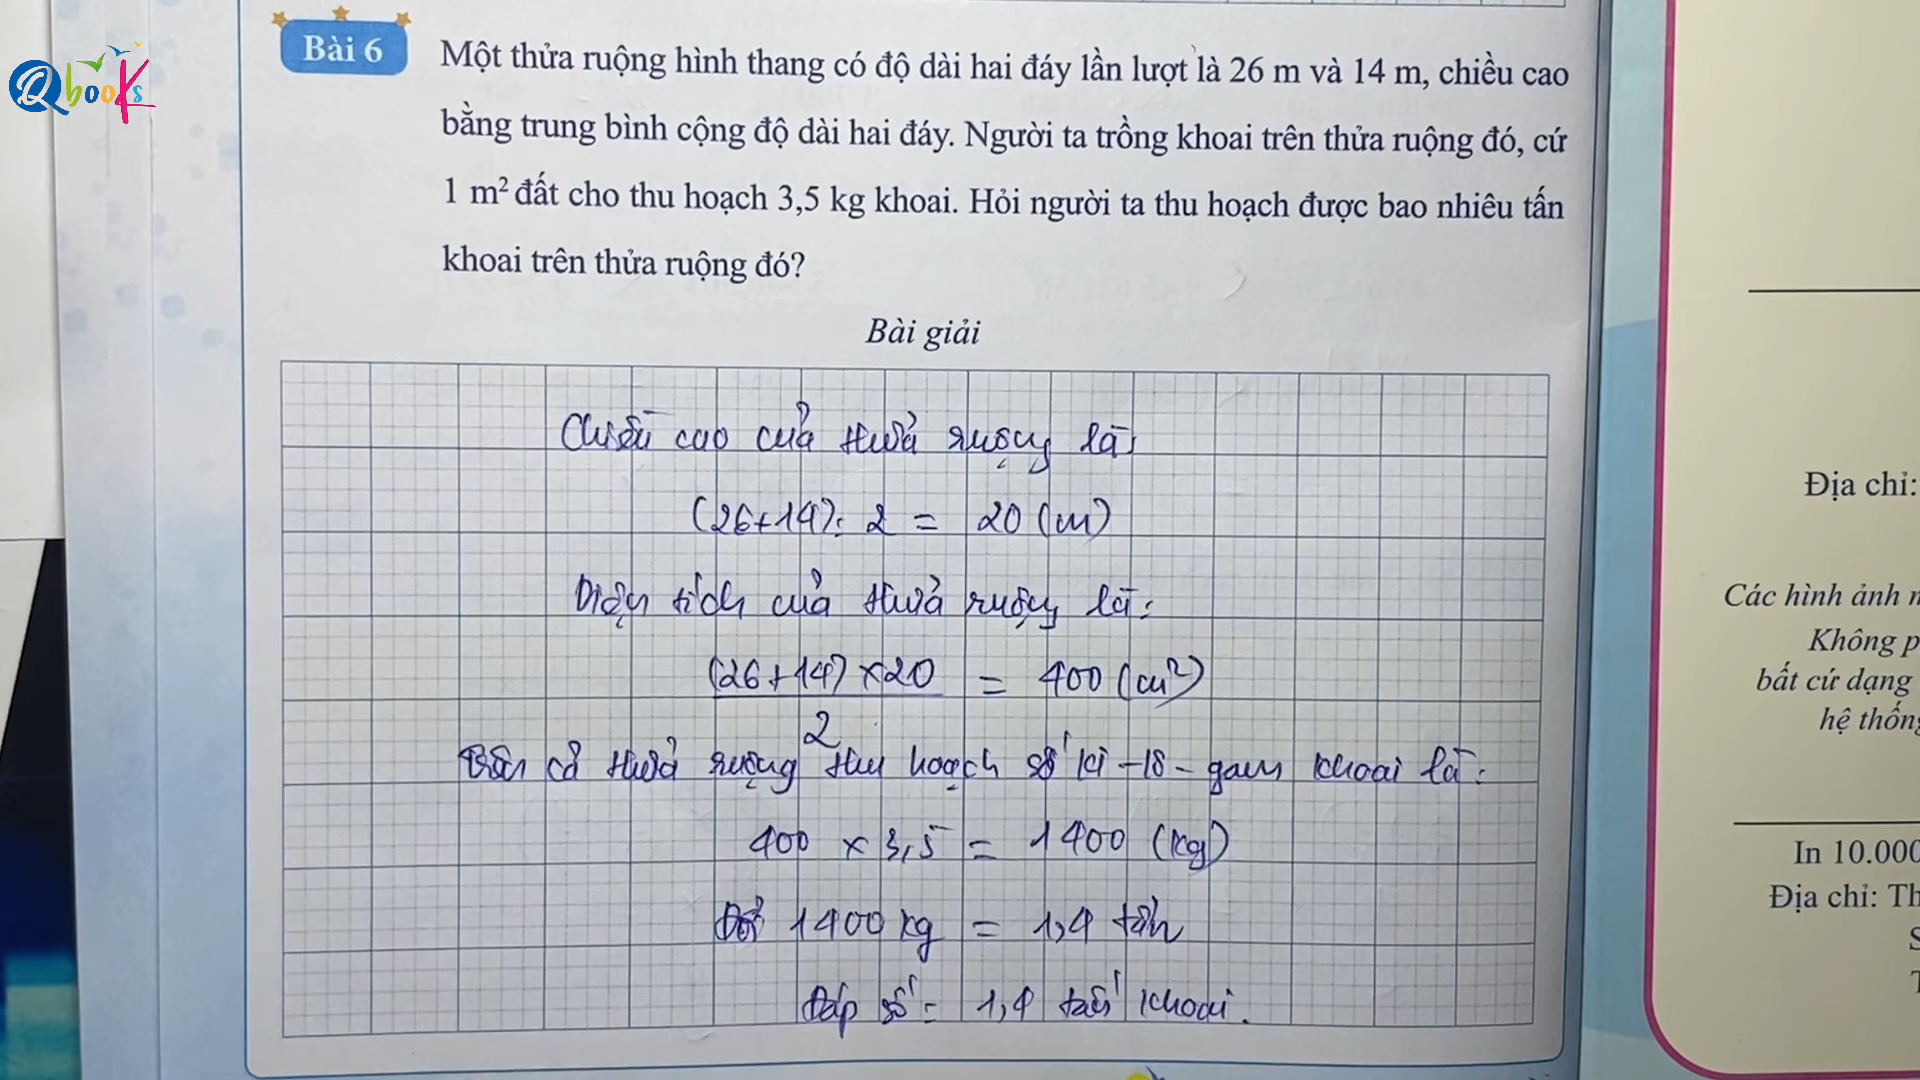 Qbooks
Bài 6
Một thửa ruộng hình thang có độ dài hai đáy lần lượt là 26 m và 14 m, chiều cao
bằng trung bình cộng độ dài hai đáy. Người ta trồng khoai trên thửa ruộng đó, cứ
1 m² đất cho thu hoạch 3,5 kg khoai. Hỏi người ta thu hoạch được bao nhiêu tấn
khoai trên thửa ruộng đó?
Bài giải
Chiều cao của thửa ruộng là:
(26+14): 2 = 20 (m)
Diện tích của thửa ruộng là:
(26+14) × 20 = 400 (m²)
2
Trên cả thửa ruộng thu hoạch số ki-lô-gam khoai là:
400 × 3,5 = 1400 (kg)
Đổi 1400 kg = 1,4 tấn
Đáp số: 1,4 tấn khoai.
Địa chỉ:
Các hình ảnh
Không
bất cứ dạng
hệ thống
In 10.000
Địa chỉ: Th